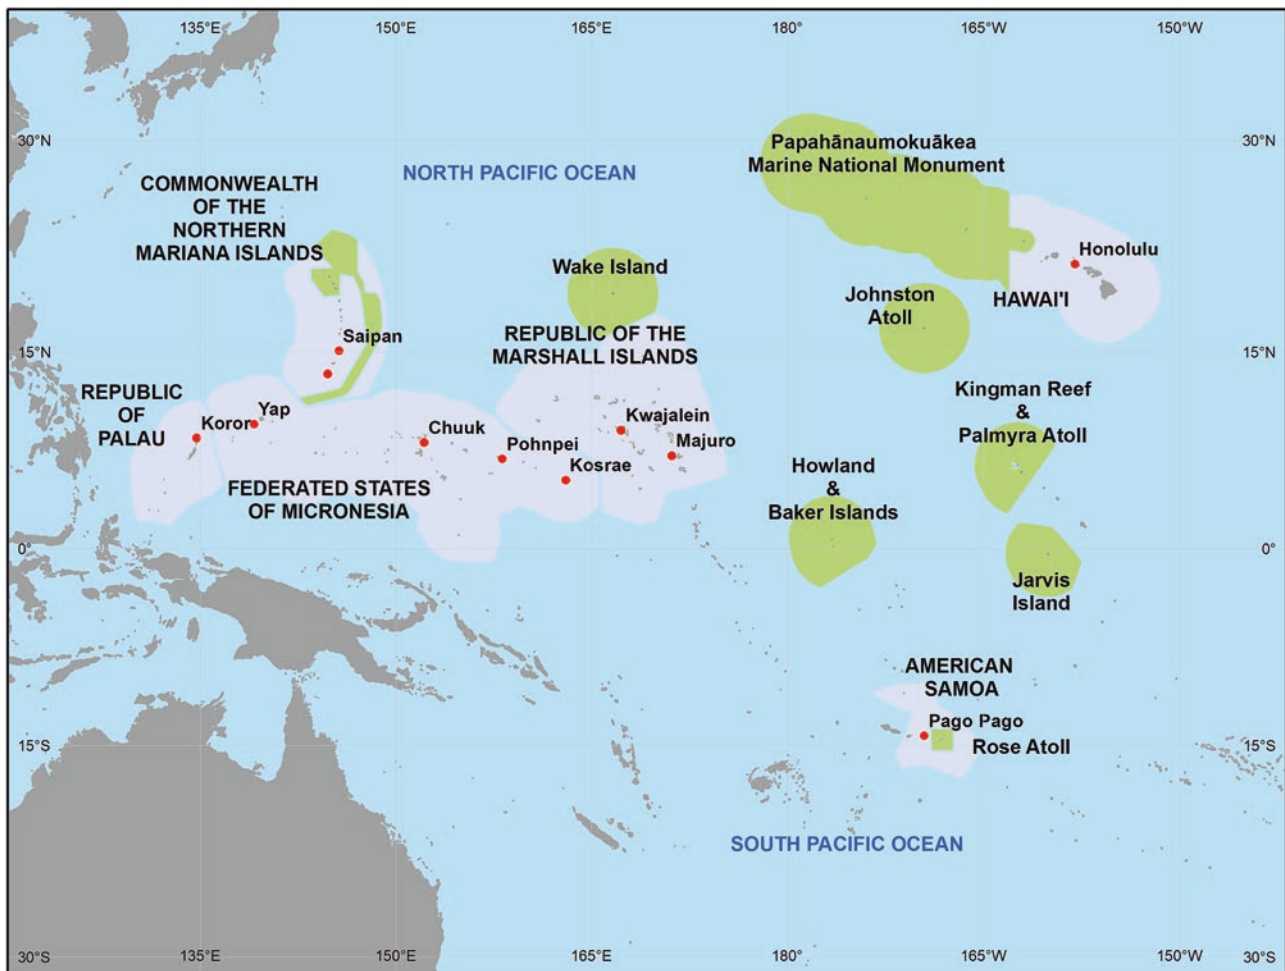 135°E
150°E
165°E
180°
165°W
150°W
30°N
30°N
Papahānaumokuākea
Marine National Monument
NORTH PACIFIC OCEAN
COMMONWEALTH
OF THE
NORTHERN
MARIANA ISLANDS
Wake Island
Honolulu
Johnston
Atoll
HAWAI'I
Saipan
REPUBLIC OF THE
MARSHALL ISLANDS
15°N
15°N
REPUBLIC
OF
PALAU
Koror
Yap
Chuuk
Pohnpei
Kosrae
Kwajalein
Majuro
Kingman Reef
&
Palmyra Atoll
FEDERATED STATES
OF MICRONESIA
Howland
&
Baker Islands
0°
0°
Jarvis
Island
AMERICAN
SAMOA
Pago Pago
Rose Atoll
15°S
15°S
SOUTH PACIFIC OCEAN
30°S
135°E
150°E
165°E
180°
165°W
150°W
30°S